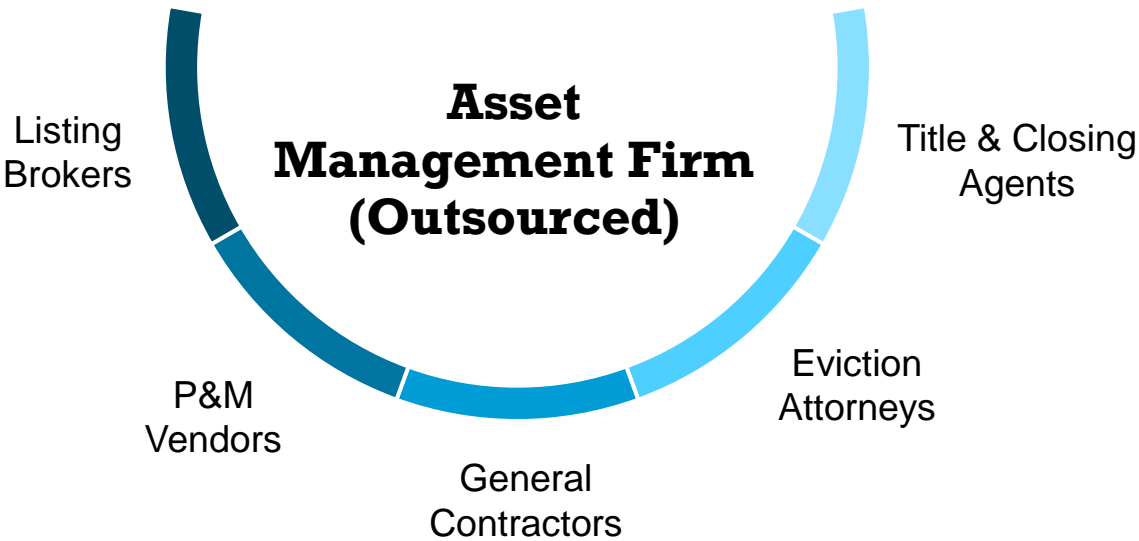 Asset
Management Firm
(Outsourced)
Listing
Brokers
P&M
Vendors
General
Contractors
Eviction
Attorneys
Title & Closing
Agents